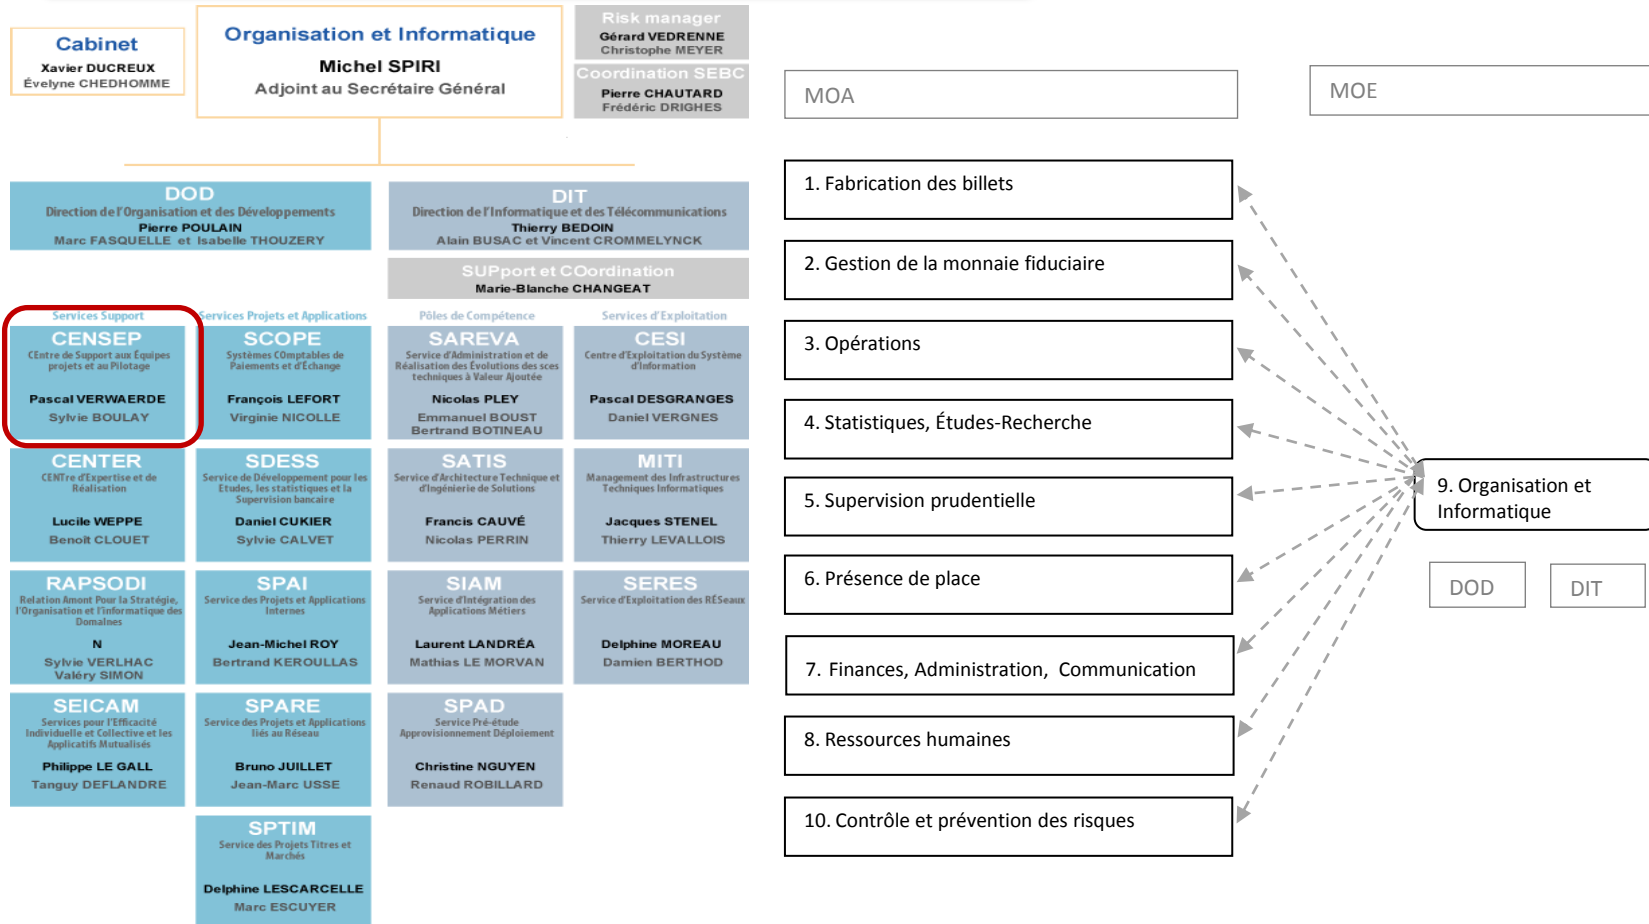 Cabinet
Xavier DUCREUX
Évelyne CHEDHOMME
Organisation et Informatique
Michel SPIRI
Adjoint au Secrétaire Général
Risk manager
Gérard VEDRENNE
Christophe MEYER
Coordination SEBC
Pierre CHAUTARD
Frédéric DRIGHES
DOD
Direction de l'Organisation et des Développements
Pierre POULAIN
Marc FASQUELLE et Isabelle THOUZERY
DIT
Direction de l'Informatique et des Télécommunications
Thierry BEDOIN
Alain BUSAC et Vincent CROMMELYNCK
SUPport et COordination
Marie-Blanche CHANGEAT
Services Support
CENSEP
CEntre de Support aux Équipes
projets et au Pilotage
Pascal VERWAERDE
Sylvie BOULAY
CENTER
CENTre d'Expertise et de
Réalisation
Lucile WEPPE
Benoît CLOUET
RAPSODI
Relation Amont Pour la Stratégie,
l'Organisation et l'informatique des
DomaInes
N
Sylvie VERLHAC
Valéry SIMON
SEICAM
Services pour l'Efficacité
Individuelle et Collective et les
Applicatifs Mutualisés
Philippe LE GALL
Tanguy DEFLANDRE
Services Projets et Applications
SCOPE
Systèmes COmptables de
Paiements et d'Échange
François LEFORT
Virginie NICOLLE
SDESS
Service de Développement pour les
Etudes, les statistiques et la
Supervision bancaire
Daniel CUKIER
Sylvie CALVET
SPAI
Service des Projets et Applications
Internes
Jean-Michel ROY
Bertrand KEROULLAS
SPARE
Service des Projets et Applications
liés au Réseau
Bruno JUILLET
Jean-Marc USSE
SPTIM
Service des Projets Titres et
Marchés
Delphine LESCARCELLE
Marc ESCUYER
Pôles de Compétence
SAREVA
Service d'Administration et de
Réalisation des Évolutions des sces
techniques à Valeur Ajoutée
Nicolas PLEY
Emmanuel BOUST
Bertrand BOTINEAU
SATIS
Service d'Architecture Technique et
d'Ingénierie de Solutions
Francis CAUVÉ
Nicolas PERRIN
SIAM
Service d'Intégration des
Applications Métiers
Laurent LANDRÉA
Mathias LE MORVAN
SPAD
Service Pré-étude
Approvisionnement Déploiement
Christine NGUYEN
Renaud ROBILLARD
Services d'Exploitation
CESI
Centre d'Exploitation du Système
d'Information
Pascal DESGRANGES
Daniel VERGNES
MITI
Management des Infrastructures
Techniques Informatiques
Jacques STENEL
Thierry LEVALLOIS
SERES
Service d'Exploitation des RÉSeaux
Delphine MOREAU
Damien BERTHOD
MOA
1. Fabrication des billets
2. Gestion de la monnaie fiduciaire
3. Opérations
4. Statistiques, Études-Recherche
5. Supervision prudentielle
6. Présence de place
7. Finances, Administration, Communication
8. Ressources humaines
10. Contrôle et prévention des risques
MOE
9. Organisation et
Informatique
DOD
DIT